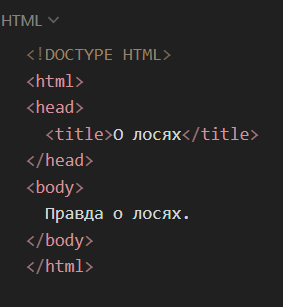 HTML
<!DOCTYPE HTML>
<html>
<head>
  <title>О лосях</title>
</head>
<body>
  Правда о лосях.
</body>
</html>